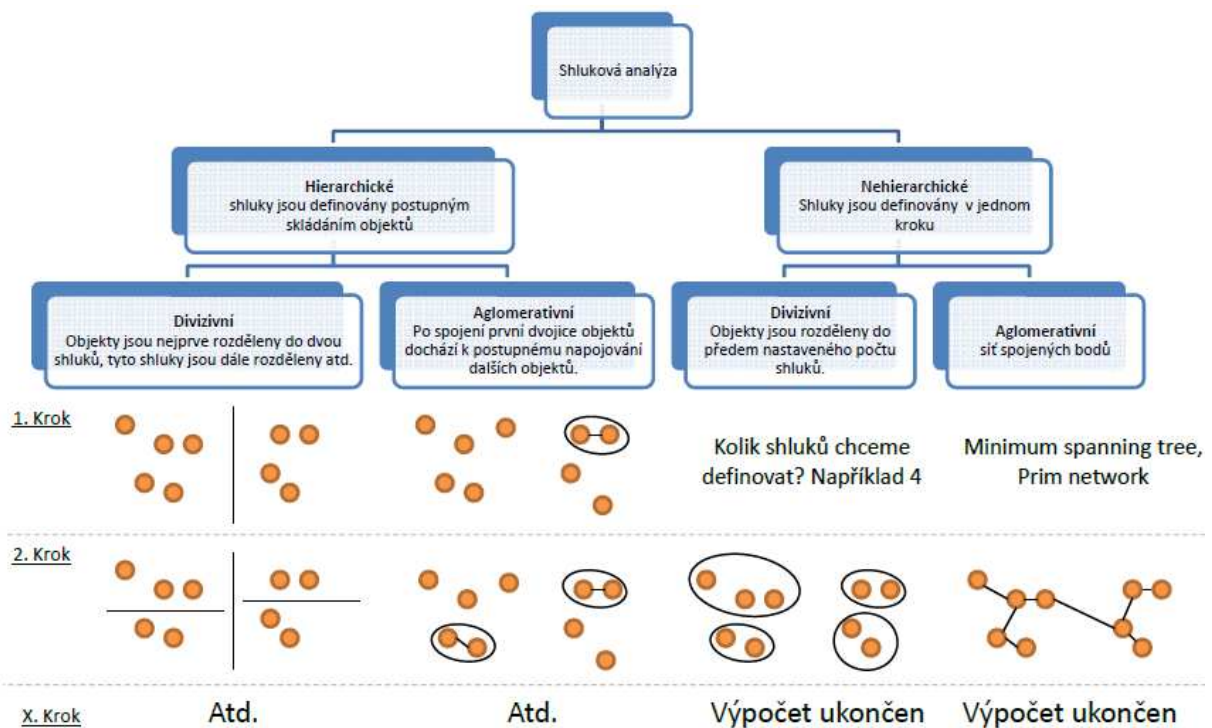 Shluková analýza
Hierarchické
shluky jsou definovány postupným
skládáním objektů
Nehierarchické
Shluky jsou definovány v jednom
kroku
Divizivní
Objekty jsou nejprve rozděleny do dvou
shluků, tyto shluky jsou dále rozděleny atd.
Aglomerativní
Po spojení první dvojice objektů
dochází k postupnému napojování
dalších objektů.
Divizivní
Objekty jsou rozděleny do
předem nastaveného počtu
shluků.
Aglomerativní
síť spojených bodů
1. Krok
Kolik shluků chceme
definovat? Například 4
Minimum spanning tree,
Prim network
2. Krok
X. Krok
Atd.
Atd.
Výpočet ukončen
Výpočet ukončen